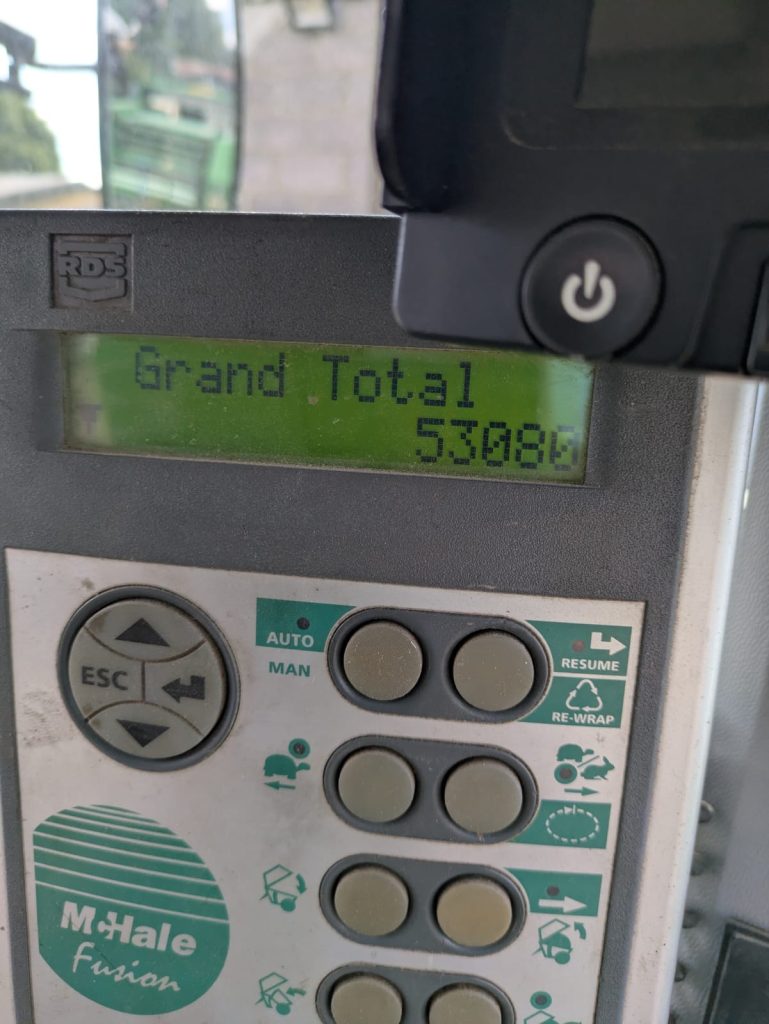 RDS
Grand Total
T 53080
AUTO
MAN
RESUME
RE-WRAP
ESC
McHale
Fusion